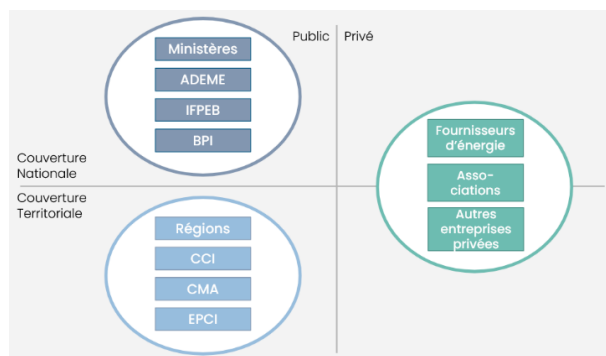 Public
Privé
Ministères
ADEME
IFPEB
BPI
Couverture
Nationale
Couverture
Territoriale
Régions
CCI
CMA
EPCI
Fournisseurs
d'énergie
Asso-
ciations
Autres
entreprises
privées